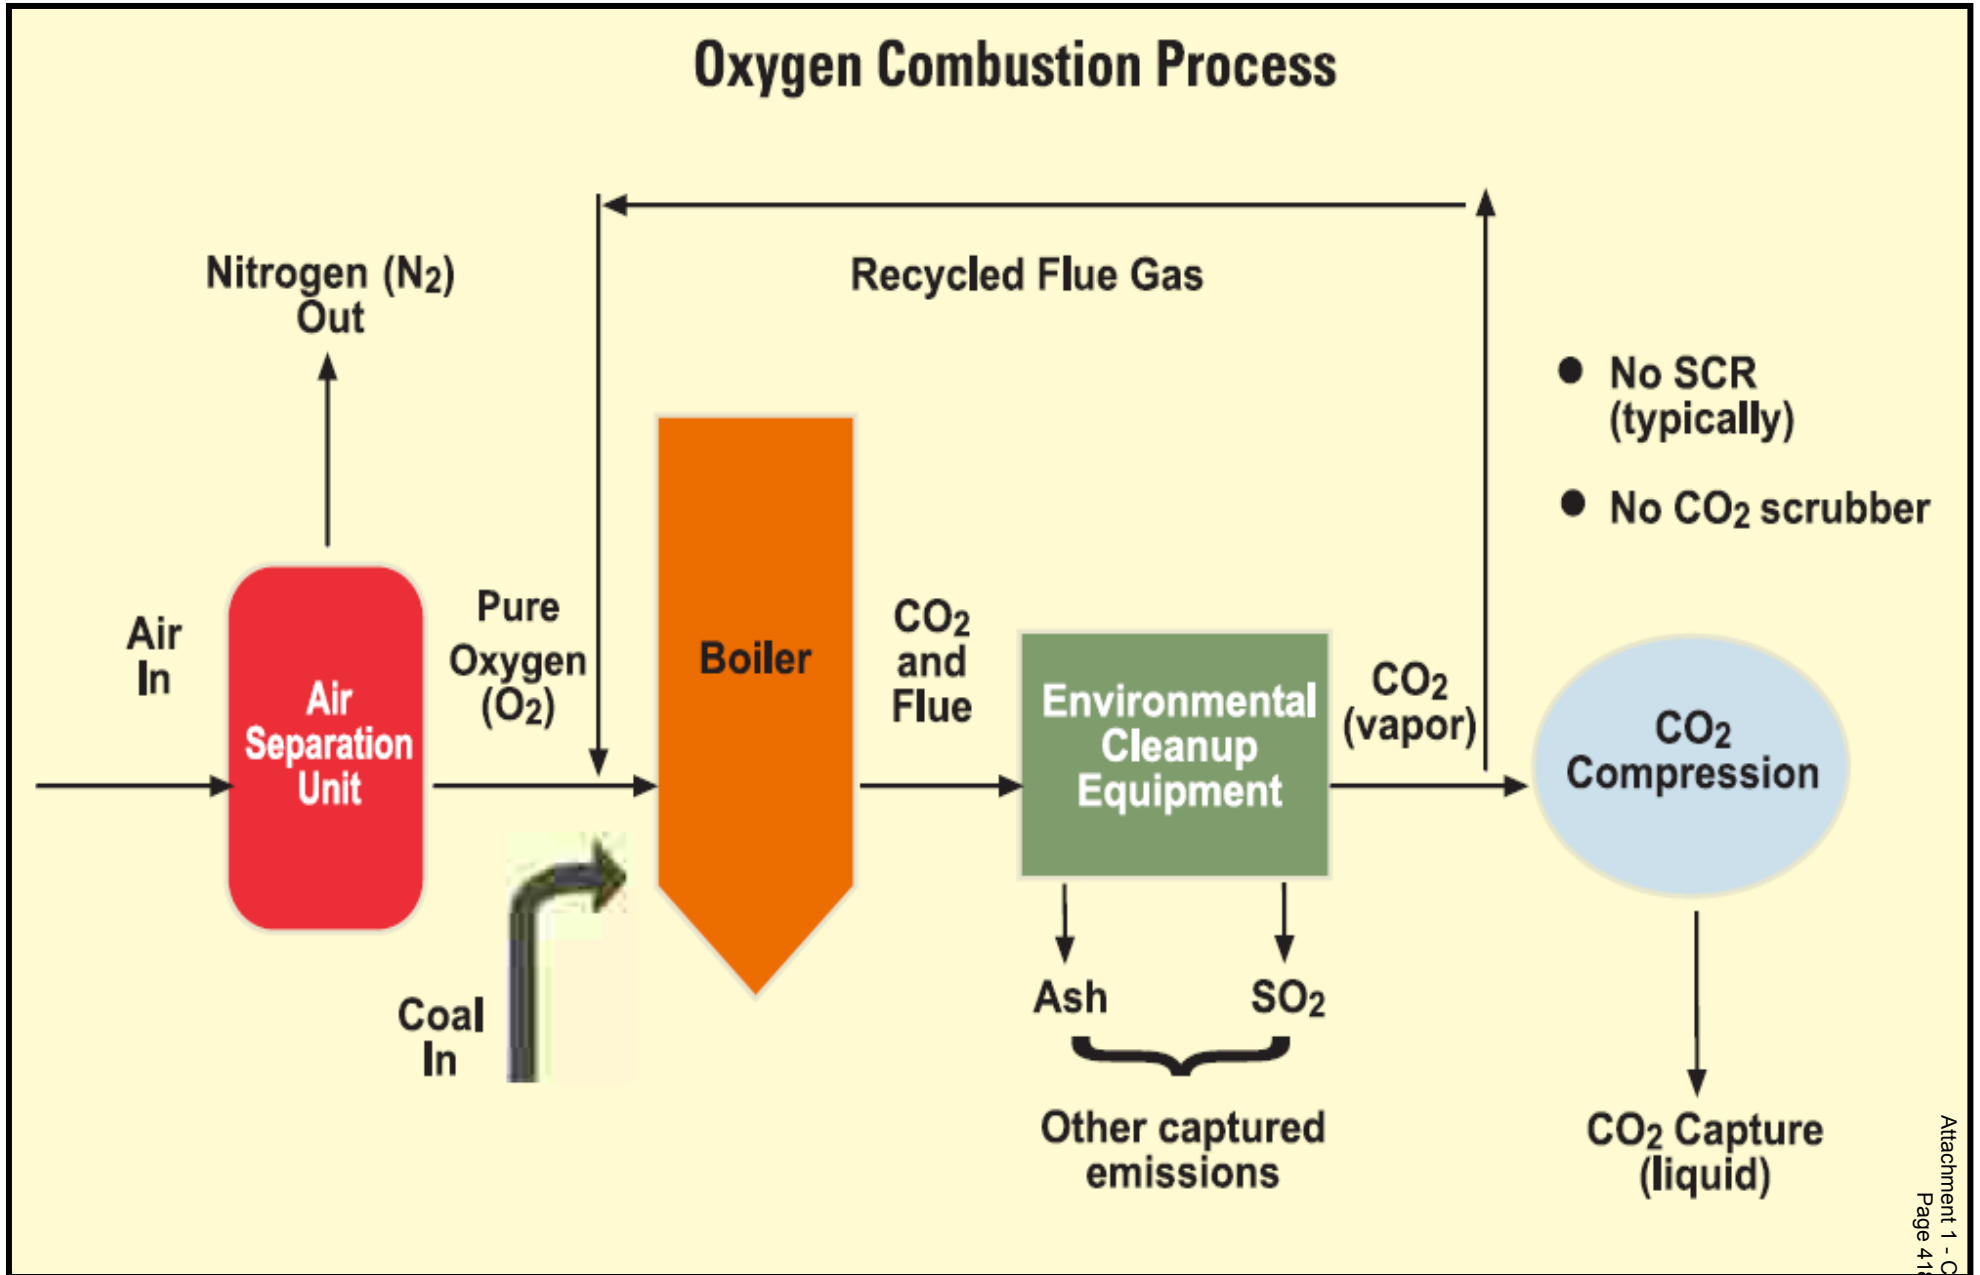 Oxygen Combustion Process
Nitrogen (N₂)
Out
Recycled Flue Gas
● No SCR
(typically)
● No CO₂ scrubber
Air
In
Air
Separation
Unit
Pure
Oxygen
(O₂)
Boiler
CO₂
and
Flue
Environmental
Cleanup
Equipment
CO₂
(vapor)
CO₂
Compression
Coal
In
Ash
SO₂
Other captured
emissions
CO₂ Capture
(liquid)
Attachment 1 - C
Page 41